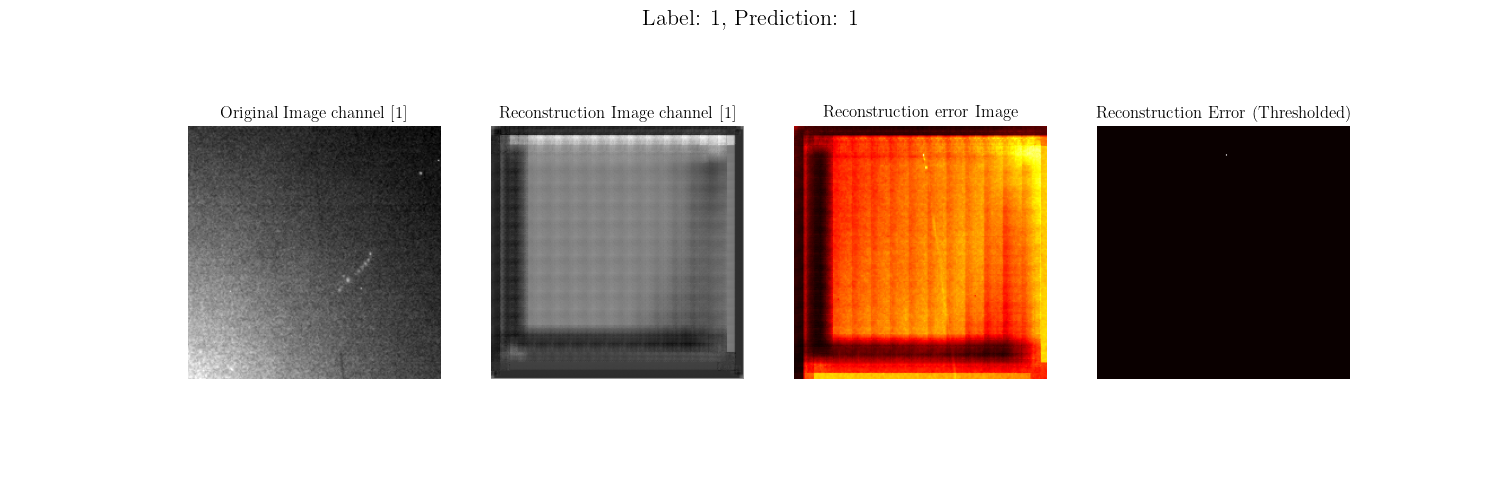 Label: 1, Prediction: 1
Original Image channel [1]
Reconstruction Image channel [1]
Reconstruction error Image
Reconstruction Error (Thresholded)